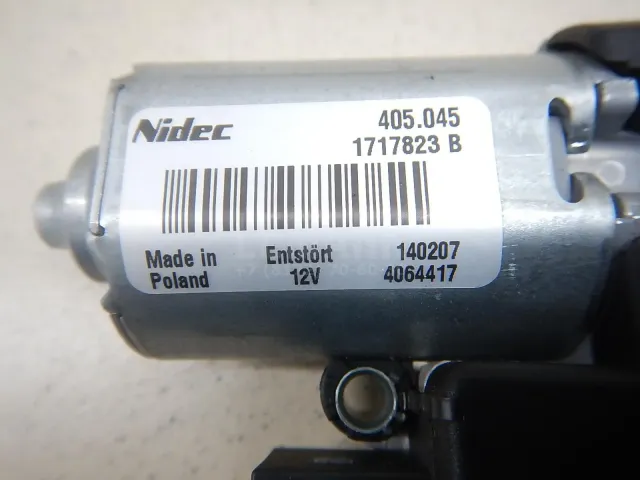 Nidec 405.045
1717823 B
Made in Entstört 140207
Poland 12V 4064417